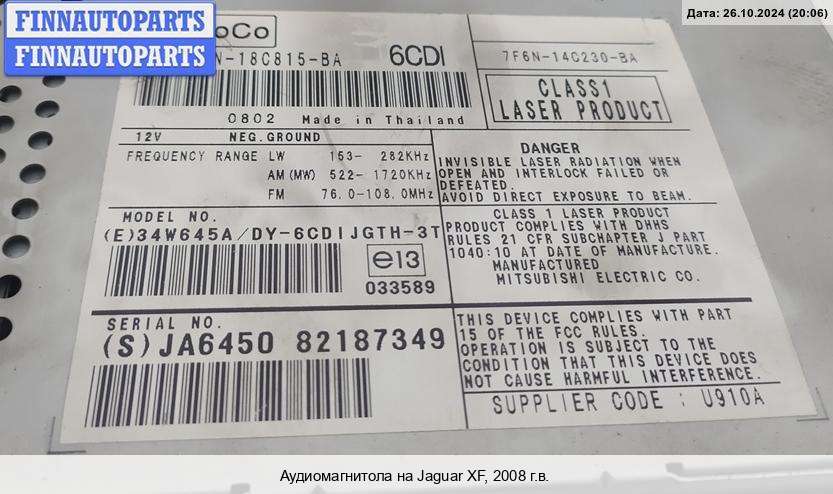 Дата: 26.10.2024 (20:06)
FINNAUTOPARTS
FINNAUTOPARTS
oCo
N-18C815-BA 6CDI
7F6N-14C230-BA
CLASS1
LASER PRODUCT
0802 Made in Thailand
12V NEG.GROUND
FREQUENCY RANGE LW 153- 282KHz
AM (MW) 522- 1720KHz
FM 76.0-108.0MHz
DANGER
INVISIBLE LASER RADIATION WHEN
OPEN AND INTERLOCK FAILED OR
DEFEATED.
AVOID DIRECT EXPOSURE TO BEAM.
MODEL NO.
(E)34W645A/DY-6CDIJGTH-3T
e13
033589
CLASS 1 LASER PRODUCT
PRODUCT COMPLIES WITH DHHS
RULES 21 CFR SUBCHAPTER J PART
1040:10 AT DATE OF MANUFACTURE.
MANUFACTURED
MITSUBISHI ELECTRIC CO.
SERIAL NO.
(S)JA6450 82187349
THIS DEVICE COMPLIES WITH PART
15 OF THE FCC RULES.
OPERATION IS SUBJECT TO THE
CONDITION THAT THIS DEVICE DOES
NOT CAUSE HARMFUL INTERFERENCE.
SUPPLIER CODE : U910A
Аудиомагнитола на Jaguar XF, 2008 г.в.